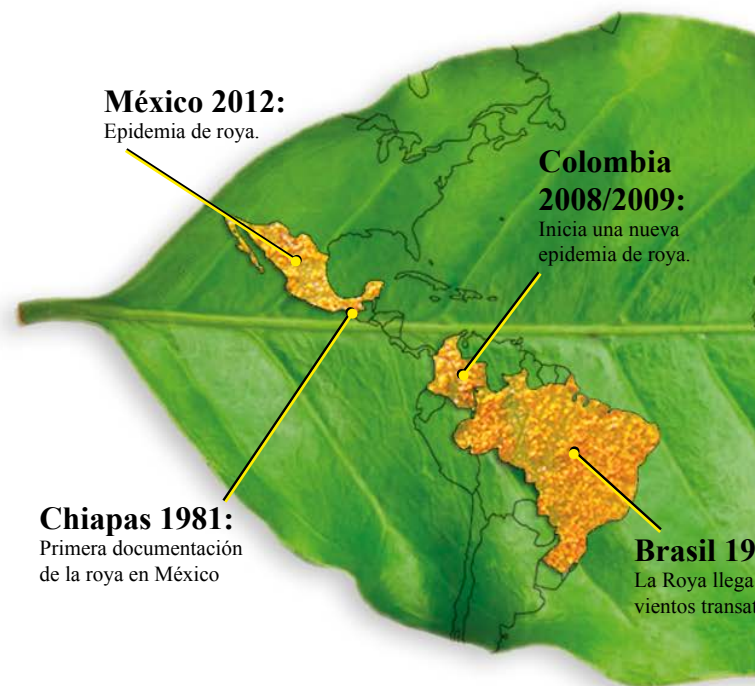 México 2012:
Epidemia de roya.
Colombia
2008/2009:
Inicia una nueva
epidemia de roya.
Chiapas 1981:
Primera documentación
de la roya en México
Brasil 19
La Roya llega
vientos transat